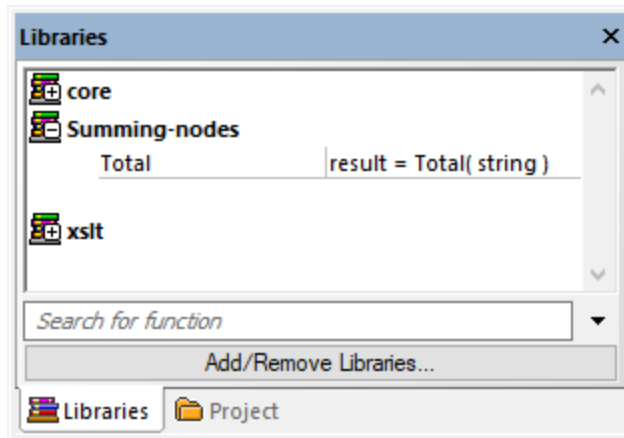 Libraries
core
Summing-nodes
Total result = Total( string )
xslt
Search for function
Add/Remove Libraries...
Libraries Project